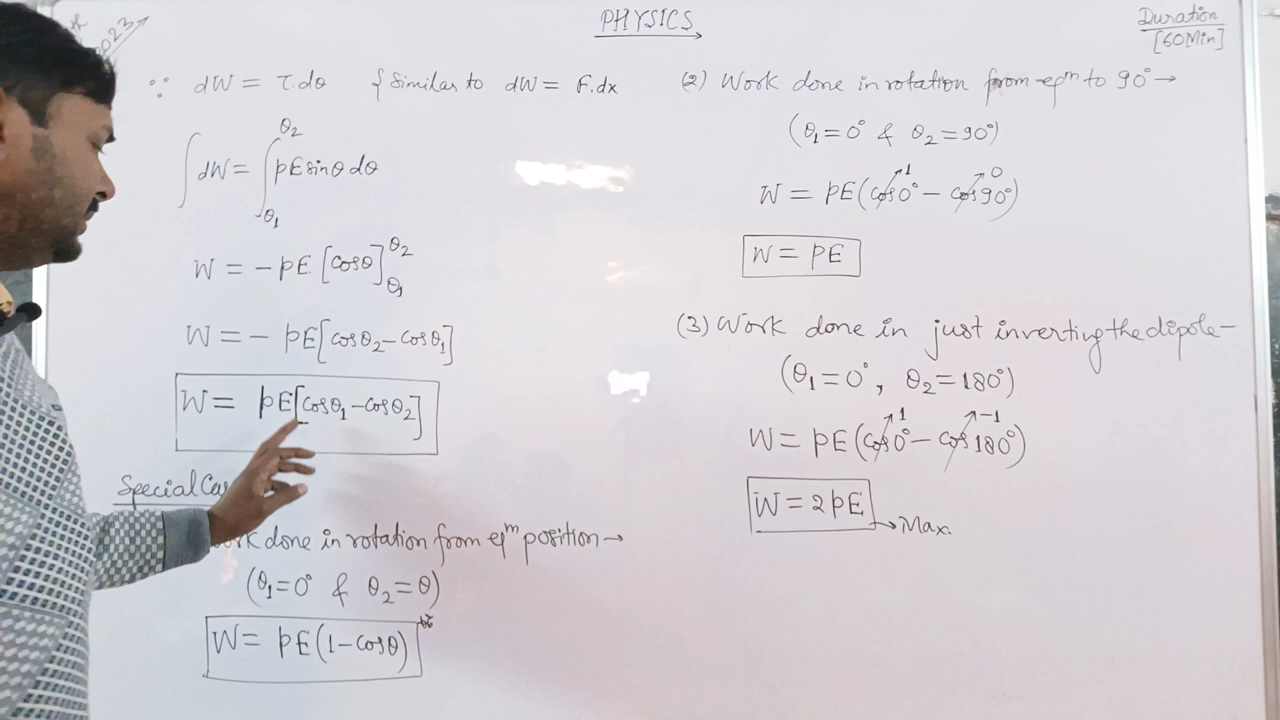 PHYSICS
Duration
[60Min]
2023
∵ dW = τ.dθ { Similar to dW = F.dx
∫dW = ∫θ₁^θ₂ pE sinθ dθ
W = - pE [cosθ]θ₁^θ₂
W = - pE[cosθ₂ - cosθ₁]
W = pE[cosθ₁ - cosθ₂]
Special
done in rotation from eqᵐ position →
(θ₁ = 0° & θ₂ = θ)
W = pE(1 - cosθ)
(2) Work done in rotation from eqᵐ to 90° →
(θ₁ = 0° & θ₂ = 90°)
W = pE(cos0°↗1 - cos90°↗0)
W = pE
(3) Work done in just inverting the dipole -
(θ₁ = 0°, θ₂ = 180°)
W = pE(cos0°↗1 - cos180°↗-1)
W = 2pE → Max.